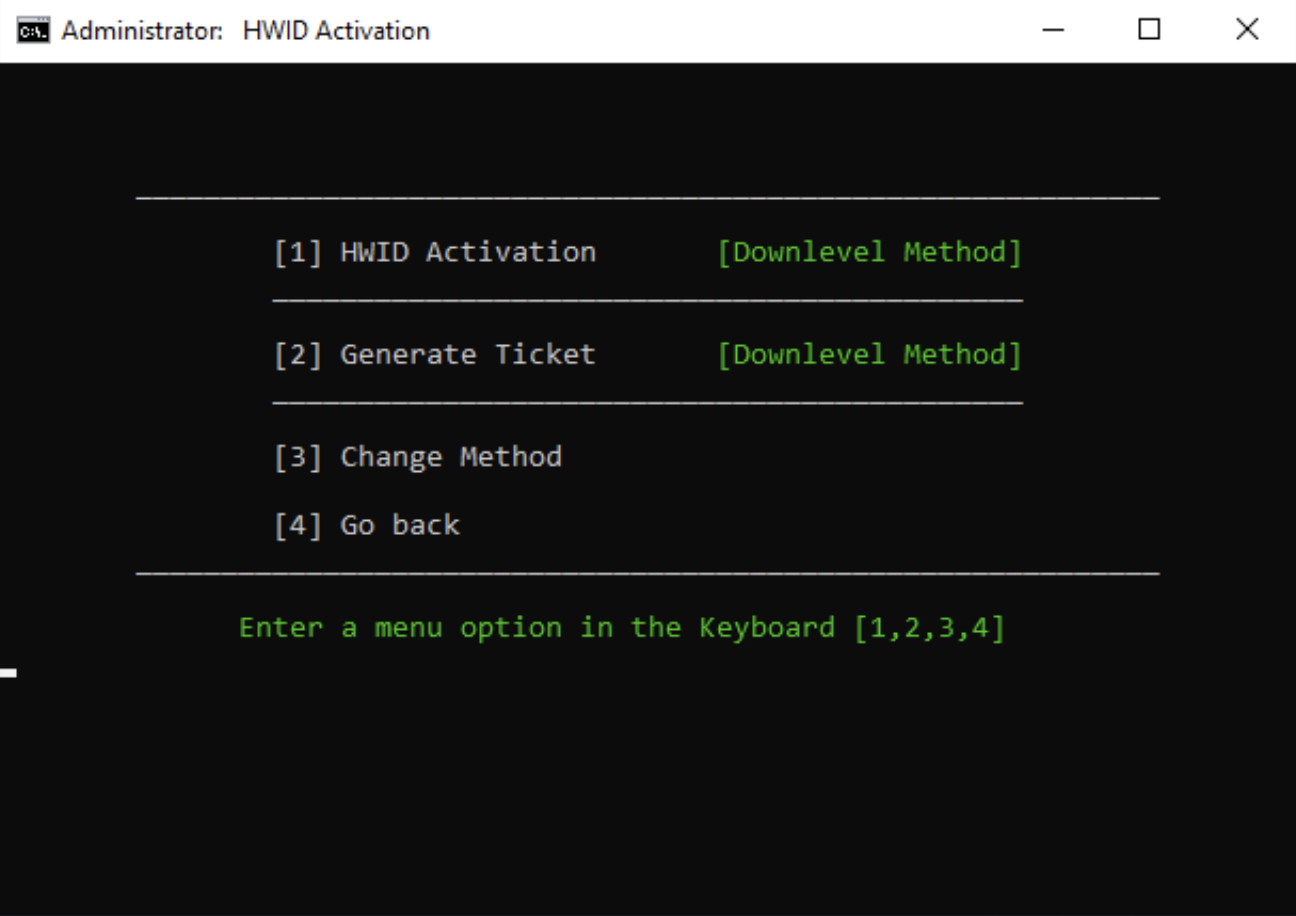 Administrator:  HWID Activation
[1] HWID Activation [Downlevel Method]
[2] Generate Ticket [Downlevel Method]
[3] Change Method
[4] Go back
Enter a menu option in the Keyboard [1,2,3,4]